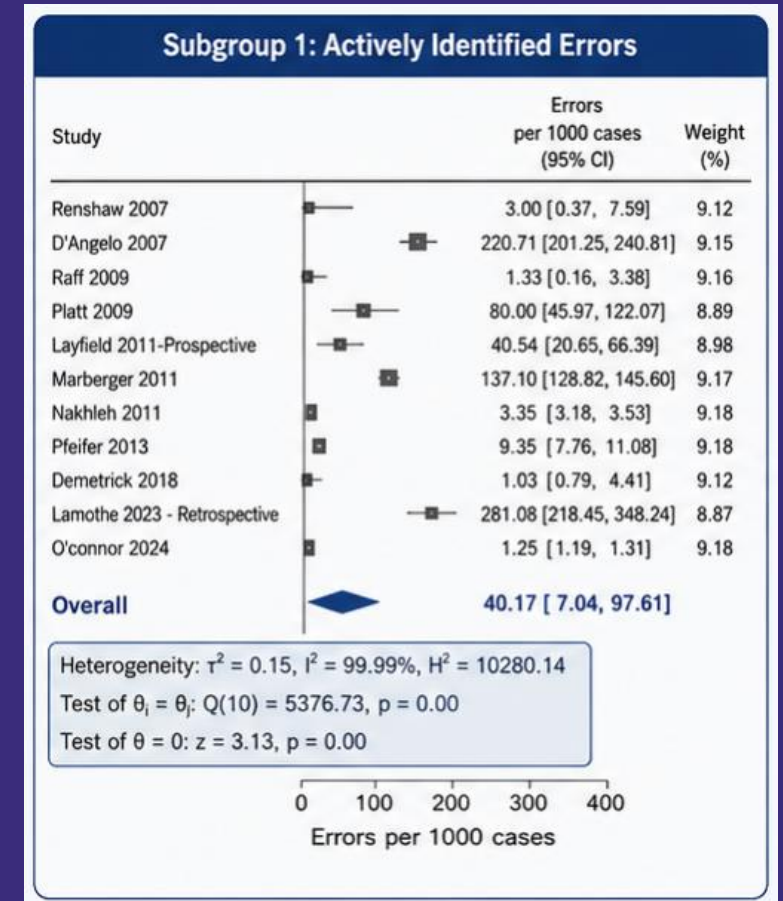 Subgroup 1: Actively Identified Errors
Study Errors per 1000 cases (95% CI) Weight (%)
Renshaw 2007 3.00 [0.37, 7.59] 9.12
D'Angelo 2007 220.71 [201.25, 240.81] 9.15
Raff 2009 1.33 [0.16, 3.38] 9.16
Platt 2009 80.00 [45.97, 122.07] 8.89
Layfield 2011-Prospective 40.54 [20.65, 66.39] 8.98
Marberger 2011 137.10 [128.82, 145.60] 9.17
Nakhleh 2011 3.35 [3.18, 3.53] 9.18
Pfeifer 2013 9.35 [7.76, 11.08] 9.18
Demetrick 2018 1.03 [0.79, 4.41] 9.12
Lamothe 2023 - Retrospective 281.08 [218.45, 348.24] 8.87
O'connor 2024 1.25 [1.19, 1.31] 9.18
Overall 40.17 [ 7.04, 97.61]
Heterogeneity: τ² = 0.15, I² = 99.99%, H² = 10280.14
Test of θᵢ = θⱼ: Q(10) = 5376.73, p = 0.00
Test of θ = 0: z = 3.13, p = 0.00
0 100 200 300 400
Errors per 1000 cases